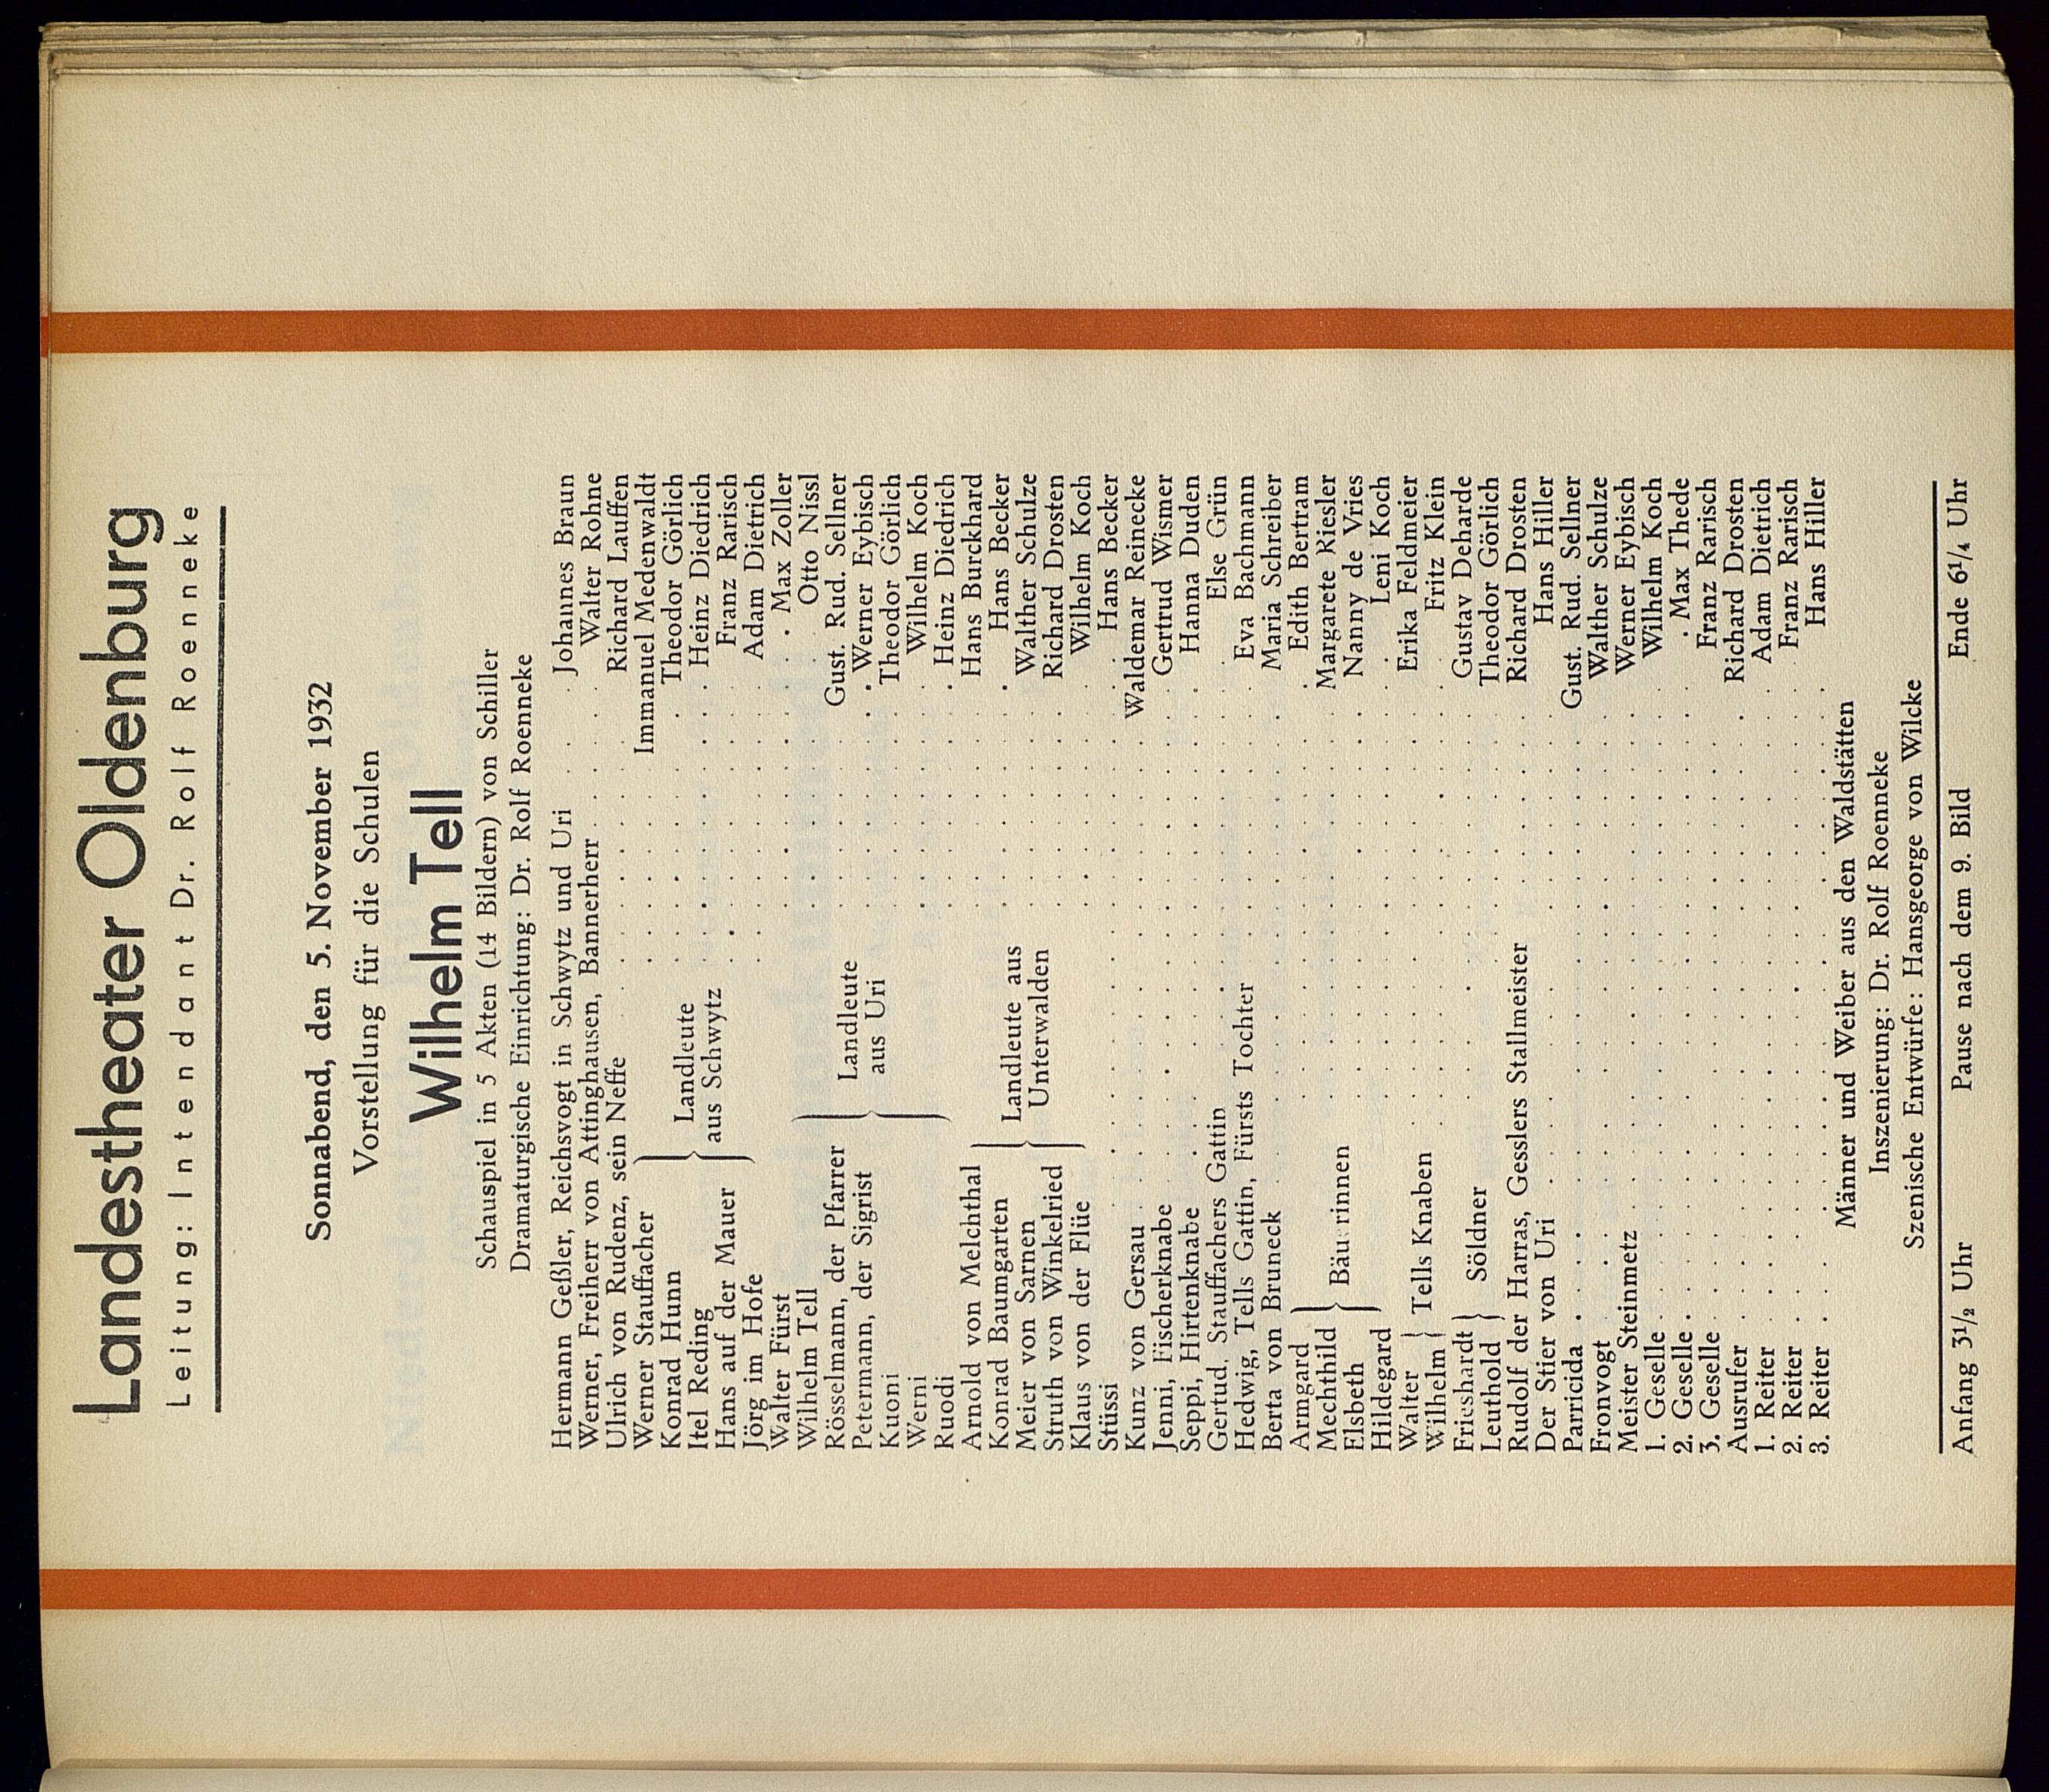 Landestheater Oldenburg
Leitung: Intendant Dr. Rolf Roenneke
Sonnabend, den 5. November 1932
Vorstellung für die Schulen
Wilhelm Tell
Schauspiel in 5 Akten (14 Bildern) von Schiller
Dramaturgische Einrichtung: Dr. Rolf Roenneke
Hermann Geßler, Reichsvogt in Schwytz und Uri . . . Johannes Braun
Werner, Freiherr von Attinghausen, Bannerherr . . . Walter Rohne
Ulrich von Rudenz, sein Neffe . . . Richard Lauffen
Werner Stauffacher . . . Immanuel Medenwaldt
Konrad Hunn Landleute . . . Theodor Görlich
Itel Reding aus Schwytz . . . Heinz Diedrich
Hans auf der Mauer . . . Franz Rarisch
Jörg im Hofe . . . Adam Dietrich
Walter Fürst . . . Max Zoller
Wilhelm Tell . . . Otto Nissl
Rösselmann, der Pfarrer Landleute . . . Gust. Rud. Sellner
Petermann, der Sigrist aus Uri . . . Werner Eybisch
Kuoni . . . Theodor Görlich
Werni . . . Wilhelm Koch
Ruodi . . . Heinz Diedrich
Arnold von Melchthal . . . Hans Burckhard
Konrad Baumgarten Landleute aus . . . Hans Becker
Meier von Sarnen Unterwalden . . . Walther Schulze
Struth von Winkelried . . . Richard Drosten
Klaus von der Flüe . . . Wilhelm Koch
Stüssi . . . Hans Becker
Kunz von Gersau . . . Waldemar Reinecke
Jenni, Fischerknabe . . . Gertrud Wismer
Seppi, Hirtenknabe . . . Hanna Duden
Gertud, Stauffachers Gattin . . . Else Grün
Hedwig, Tells Gattin, Fürsts Tochter . . . Eva Bachmann
Berta von Bruneck . . . Maria Schreiber
Armgard . . . Edith Bertram
Mechthild Bäuerinnen . . . Margarete Riesler
Elsbeth . . . Nanny de Vries
Hildegard . . . Leni Koch
Walter Tells Knaben . . . Erika Feldmeier
Wilhelm . . . Fritz Klein
Frieshardt Söldner . . . Gustav Deharde
Leuthold . . . Theodor Görlich
Rudolf der Harras, Gesslers Stallmeister . . . Richard Drosten
Der Stier von Uri . . . Hans Hiller
Parricida . . . Gust. Rud. Sellner
Fronvogt . . . Walther Schulze
Meister Steinmetz . . . Werner Eybisch
1. Geselle . . . Wilhelm Koch
2. Geselle . . . Max Thede
3. Geselle . . . Franz Rarisch
Ausrufer . . . Richard Drosten
1. Reiter . . . Adam Dietrich
2. Reiter . . . Franz Rarisch
3. Reiter . . . Hans Hiller
Männer und Weiber aus den Waldstätten
Inszenierung: Dr. Rolf Roenneke
Szenische Entwürfe: Hansgeorge von Wilcke
Anfang 3½ Uhr Pause nach dem 9. Bild Ende 6¼ Uhr